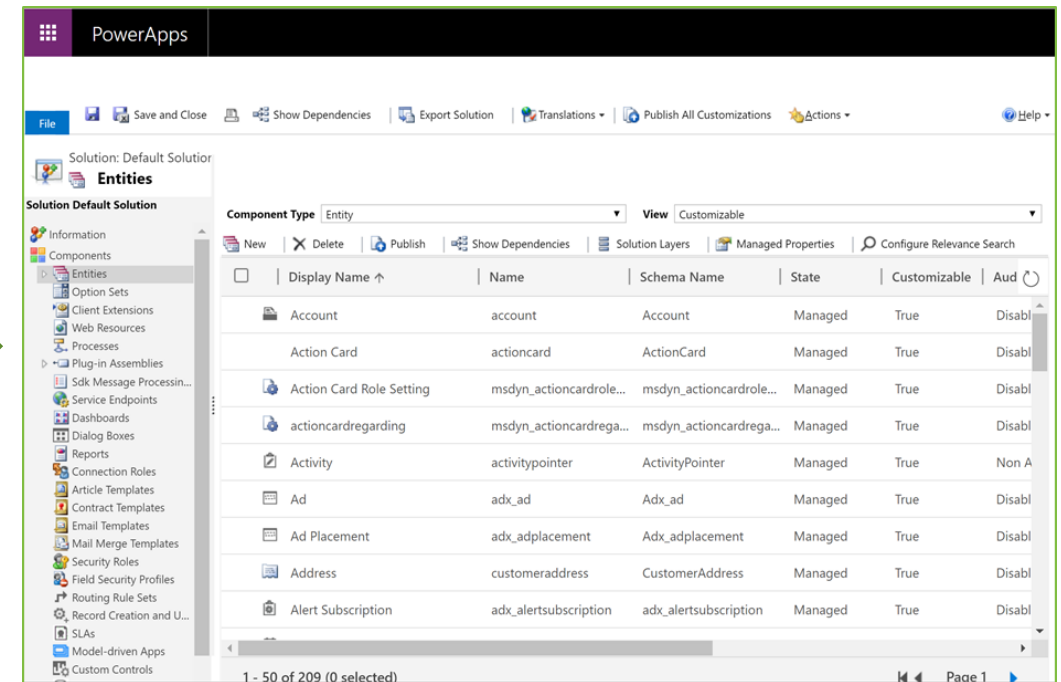 PowerApps
File Save and Close Show Dependencies Export Solution Translations Publish All Customizations Actions Help
Solution: Default Solution
Entities
Solution Default Solution
Component Type Entity View Customizable
Information
Components
Entities
Option Sets
Client Extensions
Web Resources
Processes
Plug-in Assemblies
Sdk Message Processin...
Service Endpoints
Dashboards
Dialog Boxes
Reports
Connection Roles
Article Templates
Contract Templates
Email Templates
Mail Merge Templates
Security Roles
Field Security Profiles
Routing Rule Sets
Record Creation and U...
SLAs
Model-driven Apps
Custom Controls
New Delete Publish Show Dependencies Solution Layers Managed Properties Configure Relevance Search
Display Name Name Schema Name State Customizable Aud
Account account Account Managed True Disabl
Action Card actioncard ActionCard Managed True Disabl
Action Card Role Setting msdyn_actioncardrole... msdyn_actioncardrole... Managed True Disabl
actioncardregarding msdyn_actioncardrega... msdyn_actioncardrega... Managed True Disabl
Activity activitypointer ActivityPointer Managed True Non A
Ad adx_ad Adx_ad Managed True Disabl
Ad Placement adx_adplacement Adx_adplacement Managed True Disabl
Address customeraddress CustomerAddress Managed True Disabl
Alert Subscription adx_alertsubscription adx_alertsubscription Managed True Disabl
1 - 50 of 209 (0 selected) Page 1